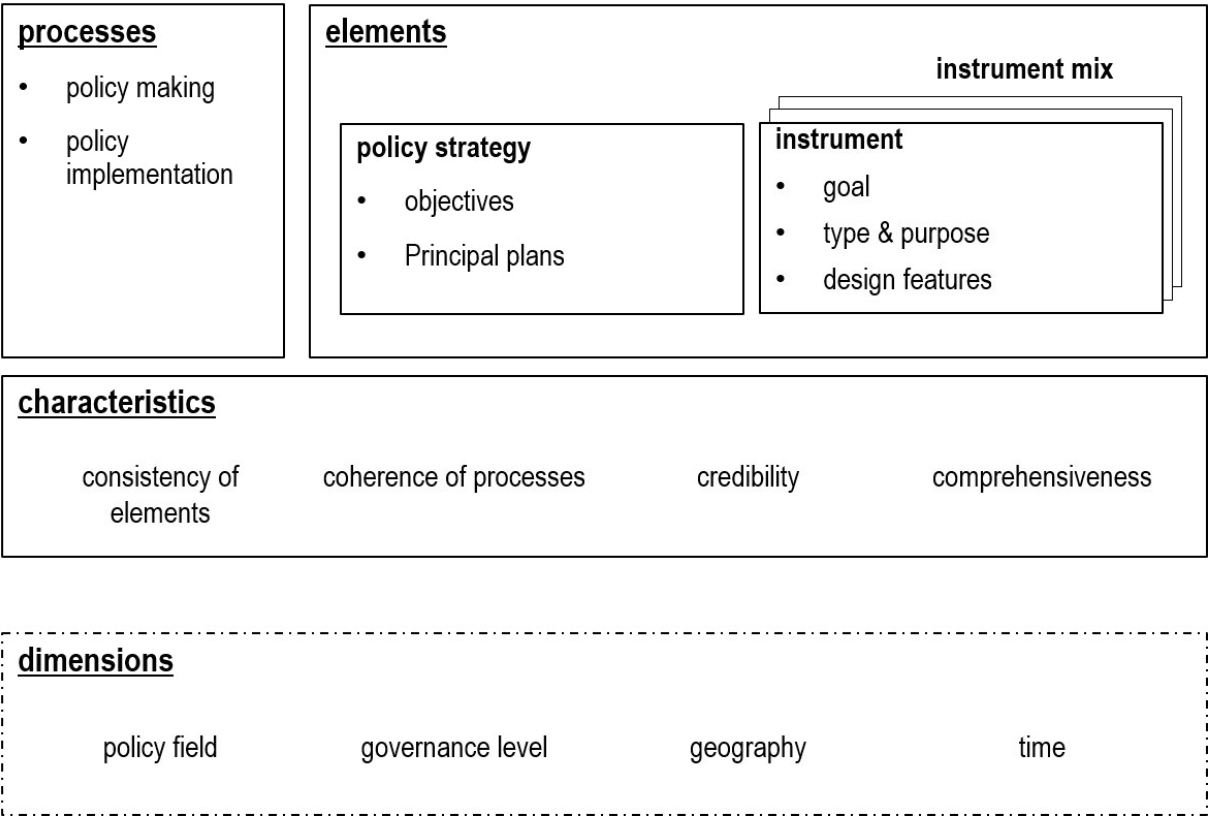 processes
• policy making
• policy
implementation
elements
instrument mix
policy strategy
• objectives
• Principal plans
instrument
• goal
• type & purpose
• design features
characteristics
consistency of
elements
coherence of processes
credibility
comprehensiveness
dimensions
policy field
governance level
geography
time